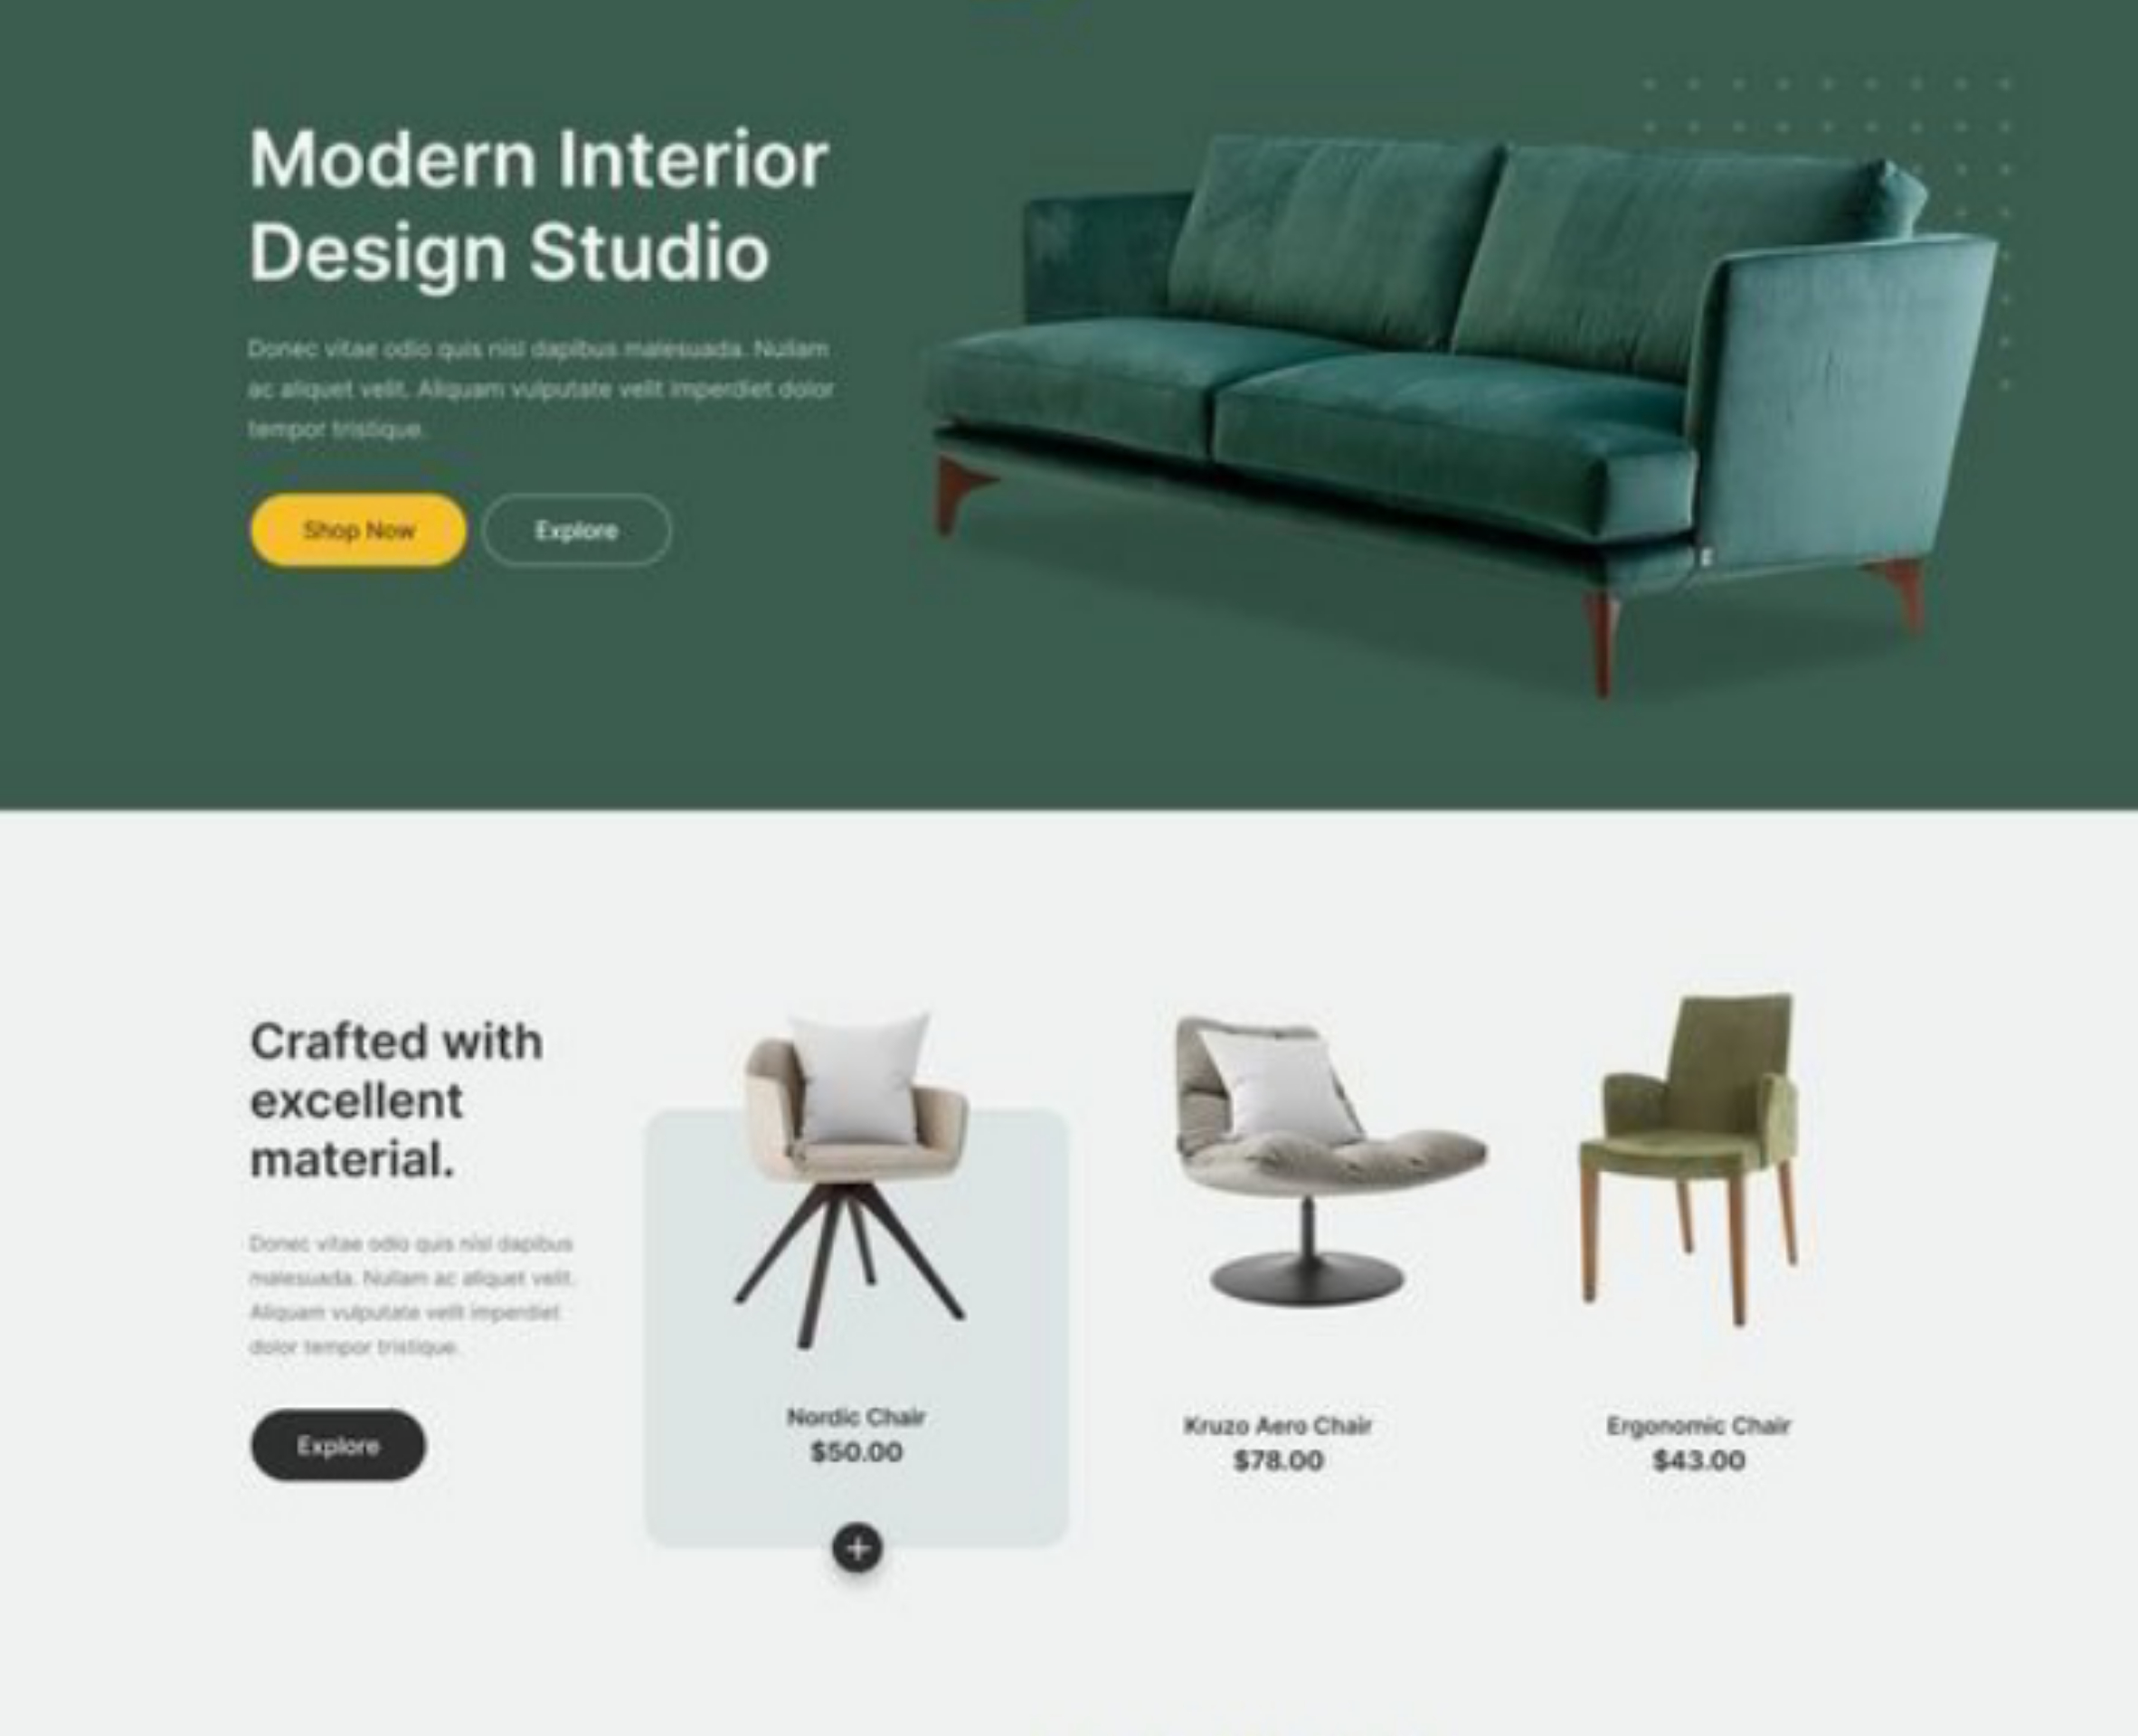 Modern Interior
Design Studio
Donec vitae odio quis nisl dapibus malesuada. Nullam
ac aliquet velit. Aliquam vulputate velit imperdiet dolor
tempor tristique.
Shop Now
Explore
Crafted with
excellent
material.
Donec vitae odio quis nisl dapibus
malesuada. Nullam ac aliquet velit.
Aliquam vulputate velit imperdiet
dolor tempor tristique.
Explore
Nordic Chair
$50.00
Kruzo Aero Chair
$78.00
Ergonomic Chair
$43.00